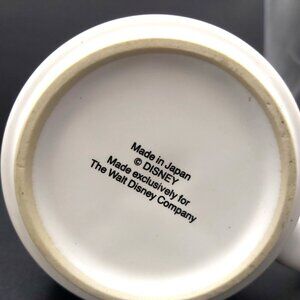 Made in Japan
© DISNEY
Made exclusively for
The Walt Disney Company